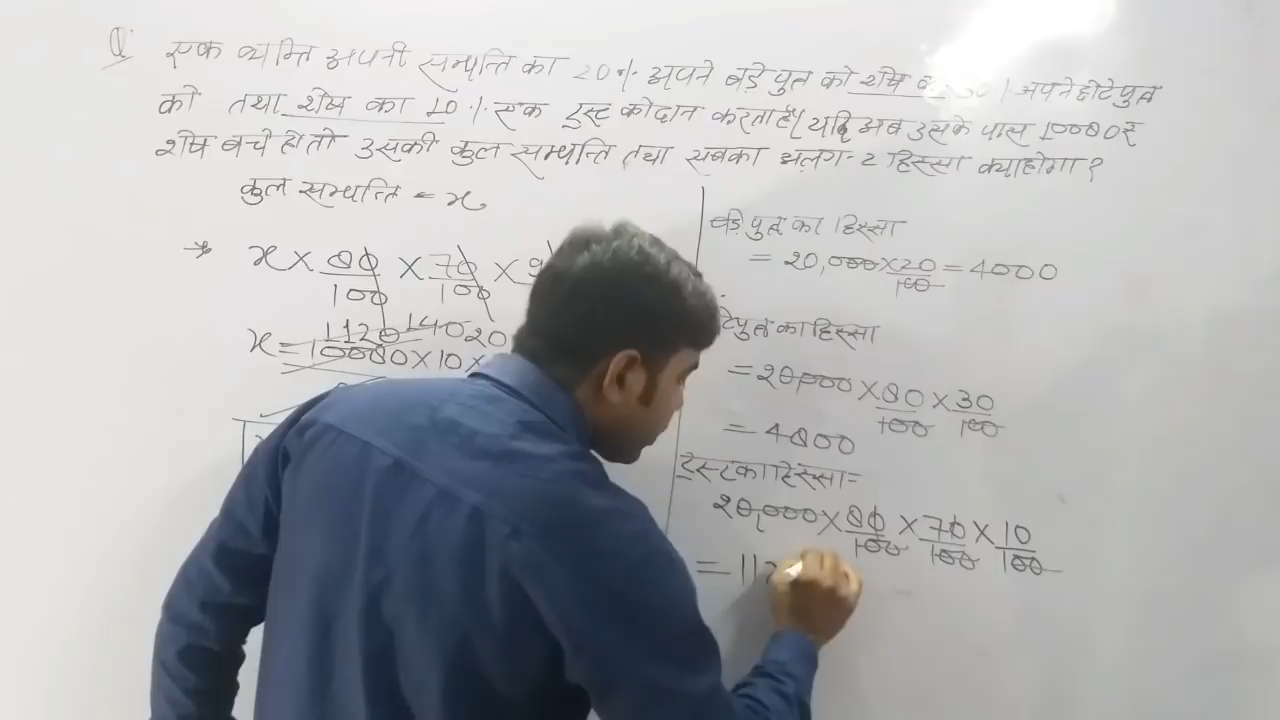 Q एक व्यक्ति अपनी सम्पत्ति का 20% अपने बड़े पुत्र को शेष का 30% अपने छोटे पुत्र
को तथा शेष का 10% एक ट्रस्ट को दान करता है। यदि अब उसके पास 10080 रु
शेष बचे हो तो उसकी कुल सम्पत्ति तथा सबका अलग-2 हिस्सा क्या होगा?
कुल सम्पत्ति = x
→ x × 80/100 × 70/100 × 9
x = 10080 × 10 ×
1120 140 20
बड़े पुत्र का हिस्सा
= 20,000 × 20/100 = 4000
टे पुत्र का हिस्सा
= 20,000 × 80/100 × 30/100
= 4800
ट्रस्ट का हिस्सा =
20,000 × 80/100 × 70/100 × 10/100
= 112